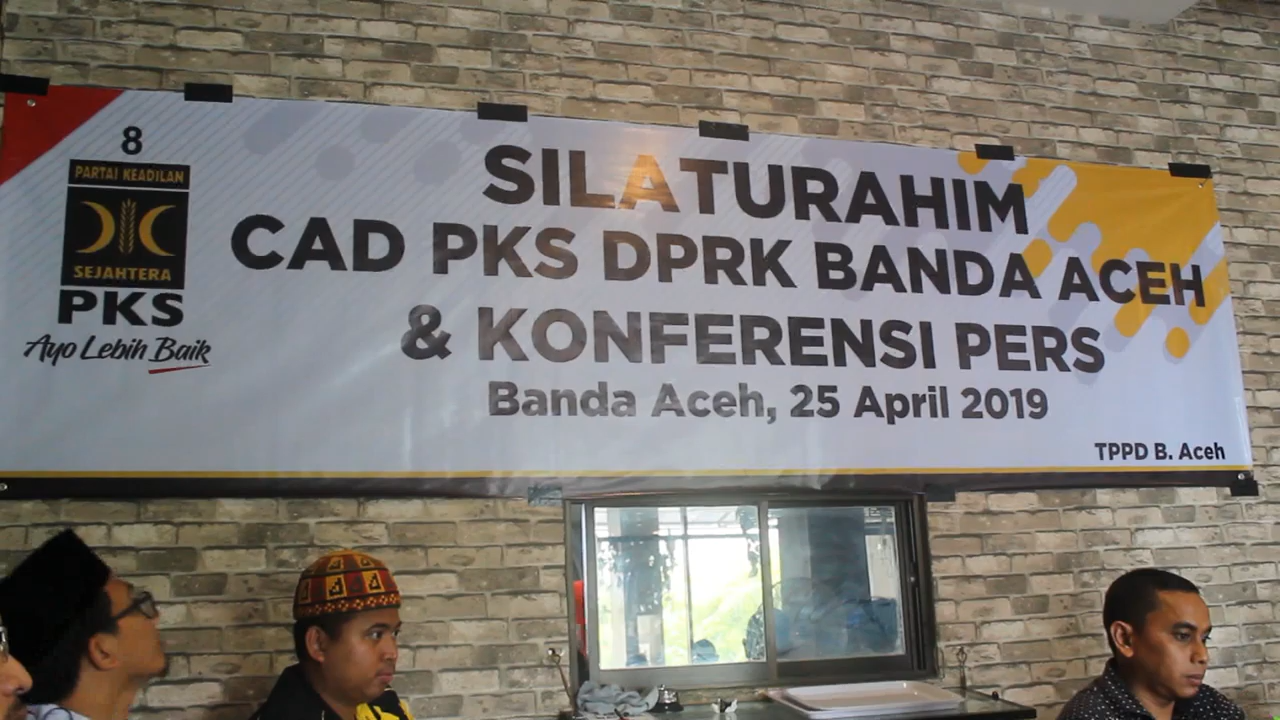 8
PARTAI KEADILAN
SEJAHTERA
PKS
Ayo Lebih Baik
SILATURAHIM
CAD PKS DPRK BANDA ACEH
& KONFERENSI PERS
Banda Aceh, 25 April 2019
TPPD B. Aceh